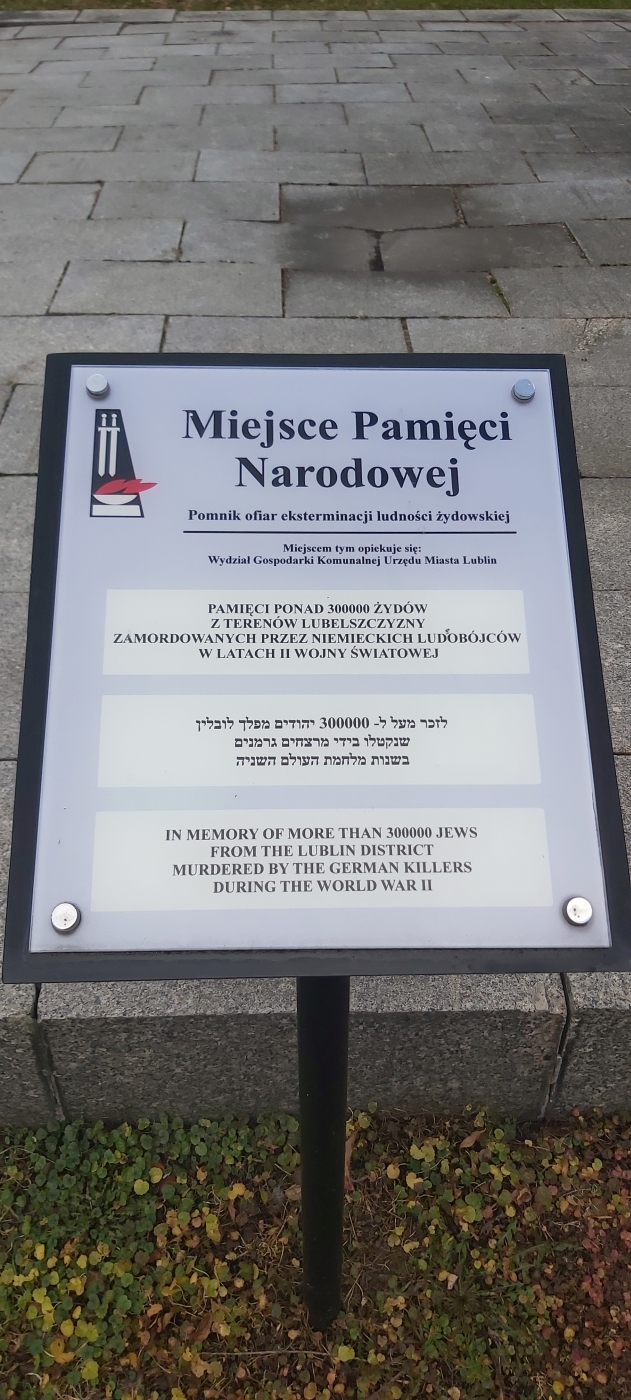 Miejsce Pamięci
Narodowej
Pomnik ofiar eksterminacji ludności żydowskiej
Miejscem tym opiekuje się:
Wydział Gospodarki Komunalnej Urzędu Miasta Lublin
PAMIĘCI PONAD 300000 ŻYDÓW
Z TERENÓW LUBELSZCZYZNY
ZAMORDOWANYCH PRZEZ NIEMIECKICH LUDOBÓJCÓW
W LATACH II WOJNY ŚWIATOWEJ
לזכר מעל ל- 300000 יהודים מפלך לובלין
שנקטלו בידי מרצחים גרמנים
בשנות מלחמת העולם השניה
IN MEMORY OF MORE THAN 300000 JEWS
FROM THE LUBLIN DISTRICT
MURDERED BY THE GERMAN KILLERS
DURING THE WORLD WAR II